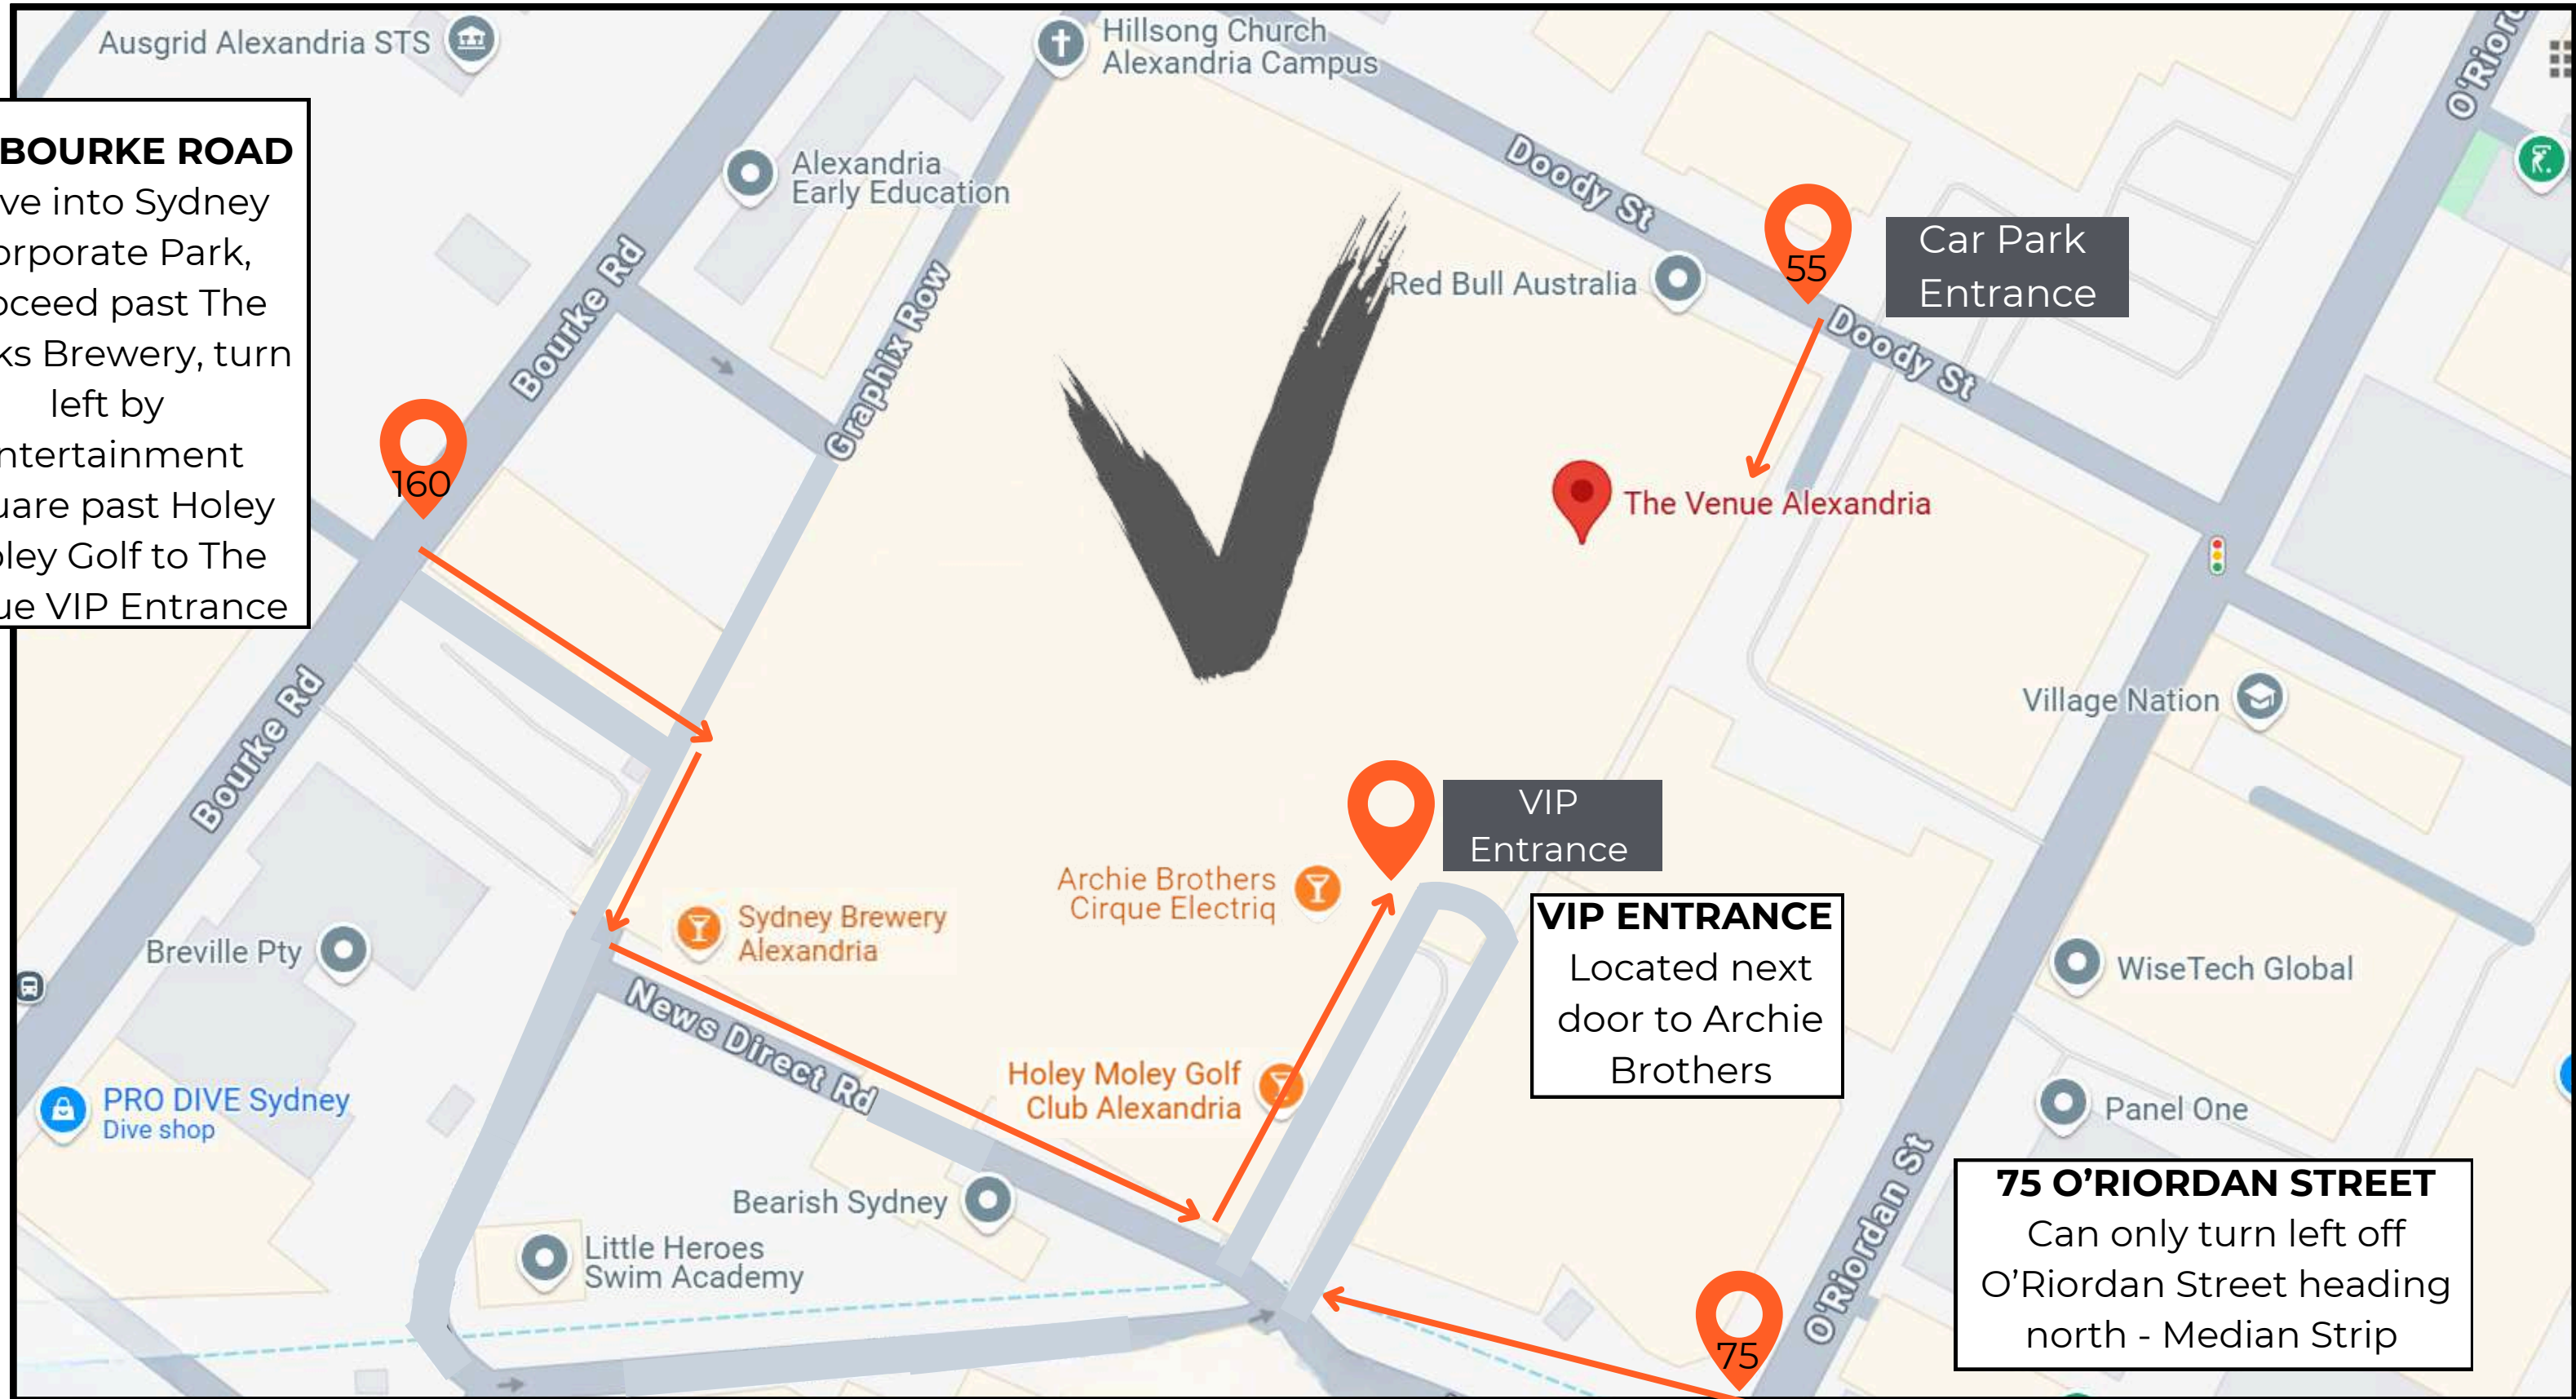 Ausgrid Alexandria STS
Hillsong Church
Alexandria Campus
O'Riord
BOURKE ROAD
ve into Sydney
orporate Park,
oceed past The
ks Brewery, turn
left by
ntertainment
uare past Holey
oley Golf to The
ue VIP Entrance
Alexandria
Early Education
Doody St
Bourke Rd
Graphix Row
Red Bull Australia
55
Car Park
Entrance
Doody St
160
The Venue Alexandria
Bourke Rd
Village Nation
VIP
Entrance
Archie Brothers
Cirque Electriq
VIP ENTRANCE
Located next
door to Archie
Brothers
Sydney Brewery
Alexandria
Breville Pty
WiseTech Global
News Direct Rd
Holey Moley Golf
Club Alexandria
PRO DIVE Sydney
Dive shop
Panel One
Bearish Sydney
Little Heroes
Swim Academy
O'Riordan St
75 O’RIORDAN STREET
Can only turn left off
O’Riordan Street heading
north - Median Strip
75